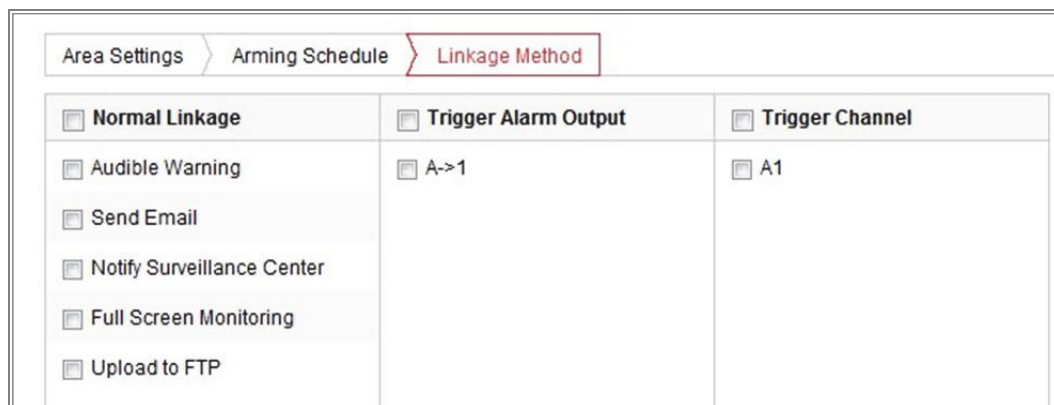 Area Settings Arming Schedule Linkage Method
Normal Linkage Trigger Alarm Output Trigger Channel
Audible Warning A->1 A1
Send Email
Notify Surveillance Center
Full Screen Monitoring
Upload to FTP